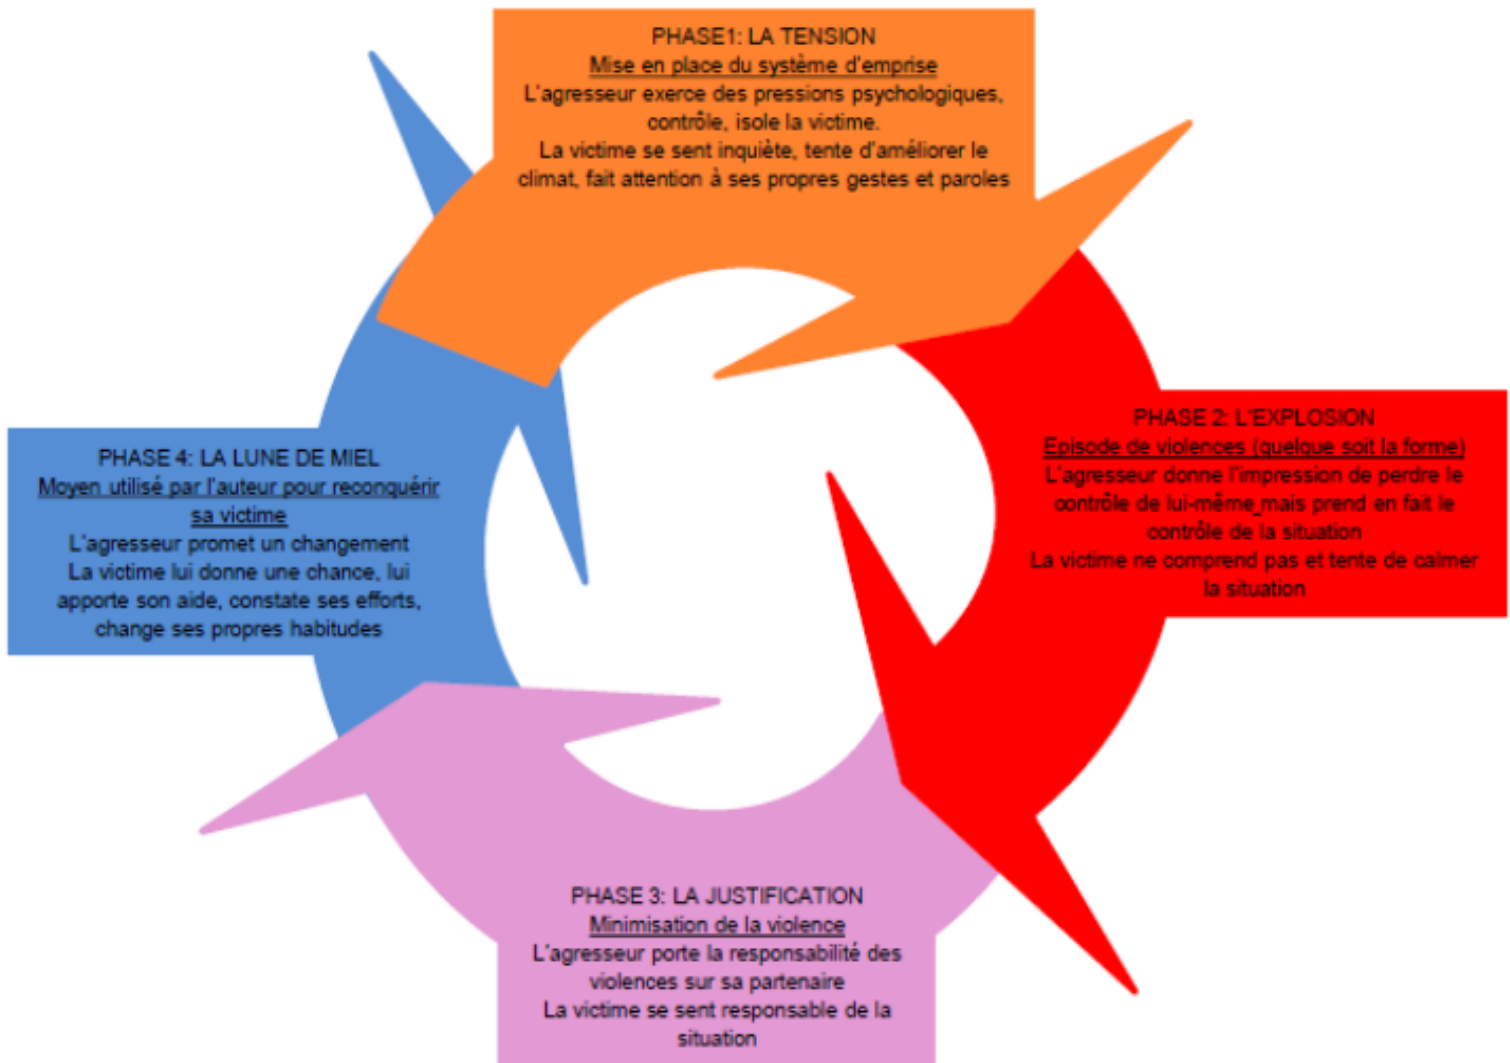 PHASE1: LA TENSION
Mise en place du système d'emprise
L'agresseur exerce des pressions psychologiques,
contrôle, isole la victime.
La victime se sent inquiète, tente d'améliorer le
climat, fait attention à ses propres gestes et paroles
PHASE 2: L'EXPLOSION
Episode de violences (quelque soit la forme)
L'agresseur donne l'impression de perdre le
contrôle de lui-même mais prend en fait le
contrôle de la situation
La victime ne comprend pas et tente de calmer
la situation
PHASE 3: LA JUSTIFICATION
Minimisation de la violence
L'agresseur porte la responsabilité des
violences sur sa partenaire
La victime se sent responsable de la
situation
PHASE 4: LA LUNE DE MIEL
Moyen utilisé par l'auteur pour reconquérir
sa victime
L'agresseur promet un changement
La victime lui donne une chance, lui
apporte son aide, constate ses efforts,
change ses propres habitudes